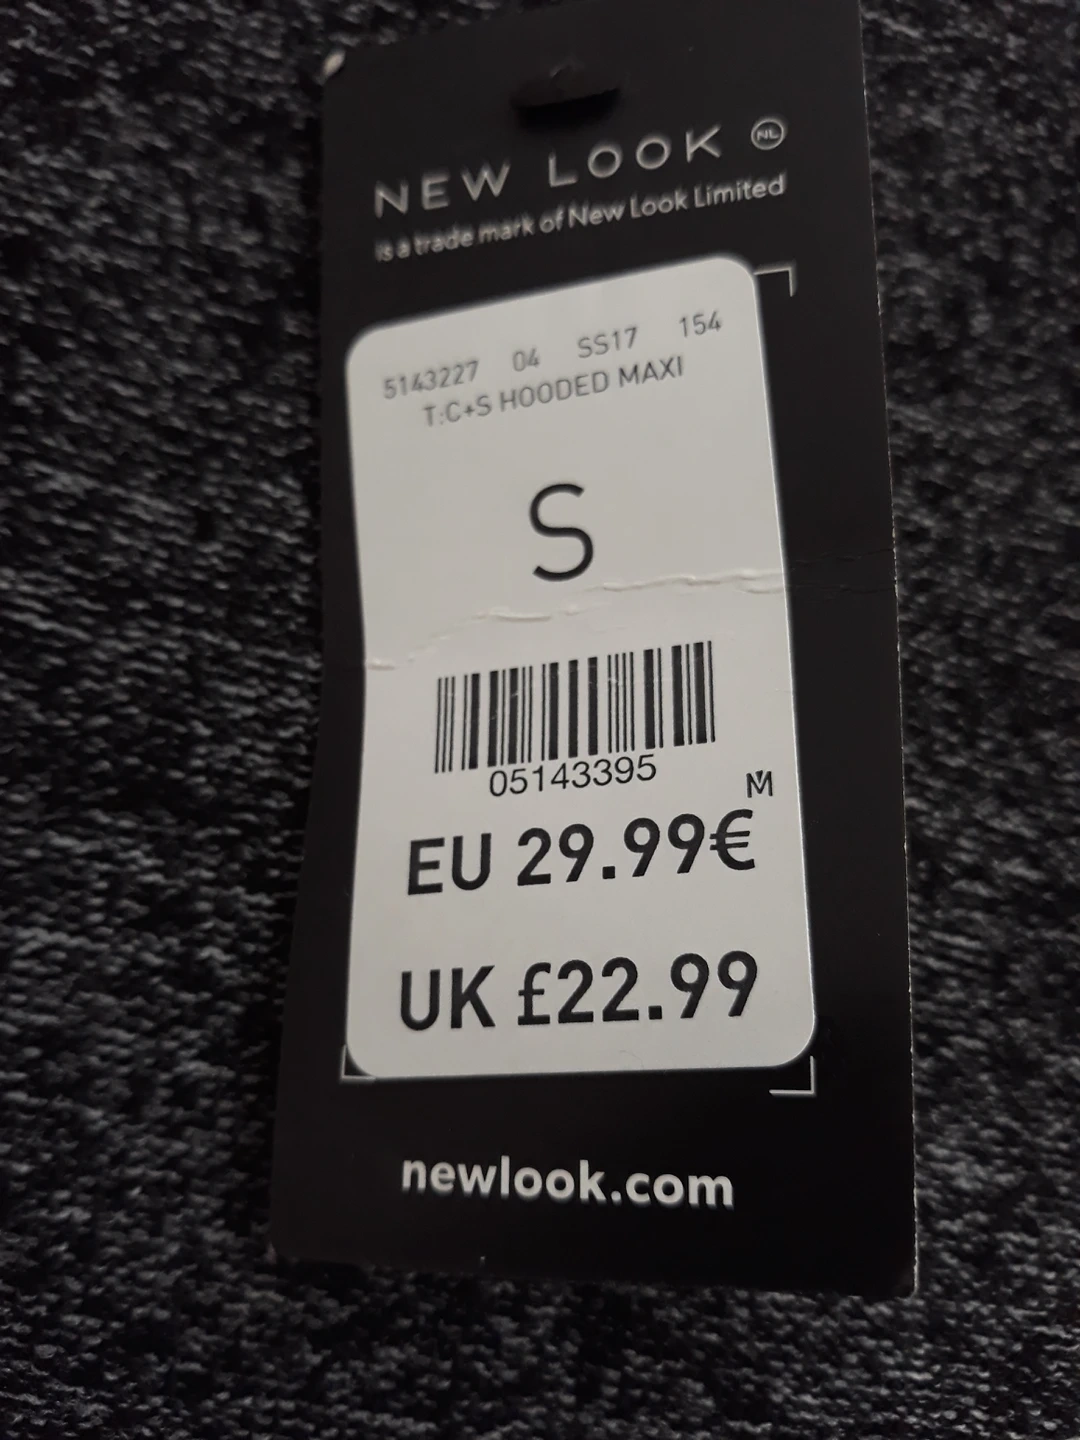 NEW LOOK NL
is a trade mark of New Look Limited
5143227 04 SS17 154
T:C+S HOODED MAXI
S
05143395
M
EU 29.99€
UK £22.99
newlook.com